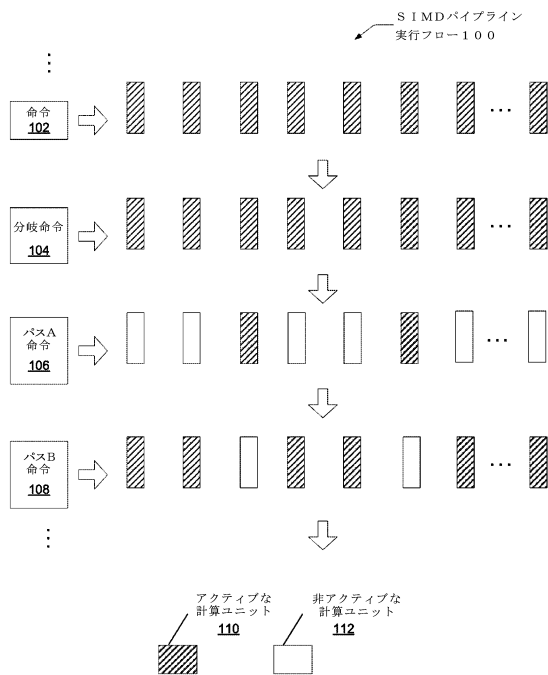 ＳＩＭＤパイプライン
実行フロー１００
命令
102
分岐命令
104
パスA
命令
106
パスB
命令
108
アクティブな
計算ユニット
110
非アクティブな
計算ユニット
112